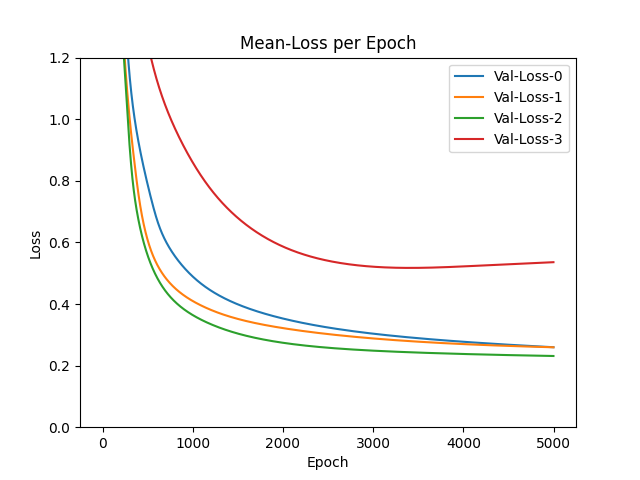 Mean-Loss per Epoch
Val-Loss-0
Val-Loss-1
Val-Loss-2
Val-Loss-3
Loss
1.2
1.0
0.8
0.6
0.4
0.2
0.0
0 1000 2000 3000 4000 5000
Epoch